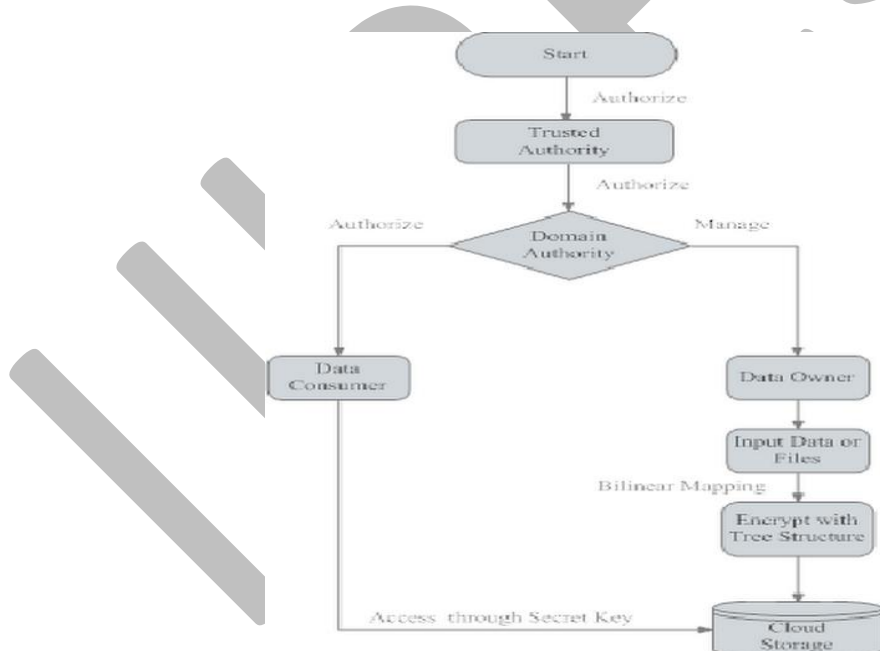 Start
Authorize
Trusted
Authority
Authorize
Authorize
Manage
Domain
Authority
Data
Consumer
Data Owner
Input Data or
Files
Bilinear Mapping
Encrypt with
Tree Structure
Access through Secret Key
Cloud
Storage